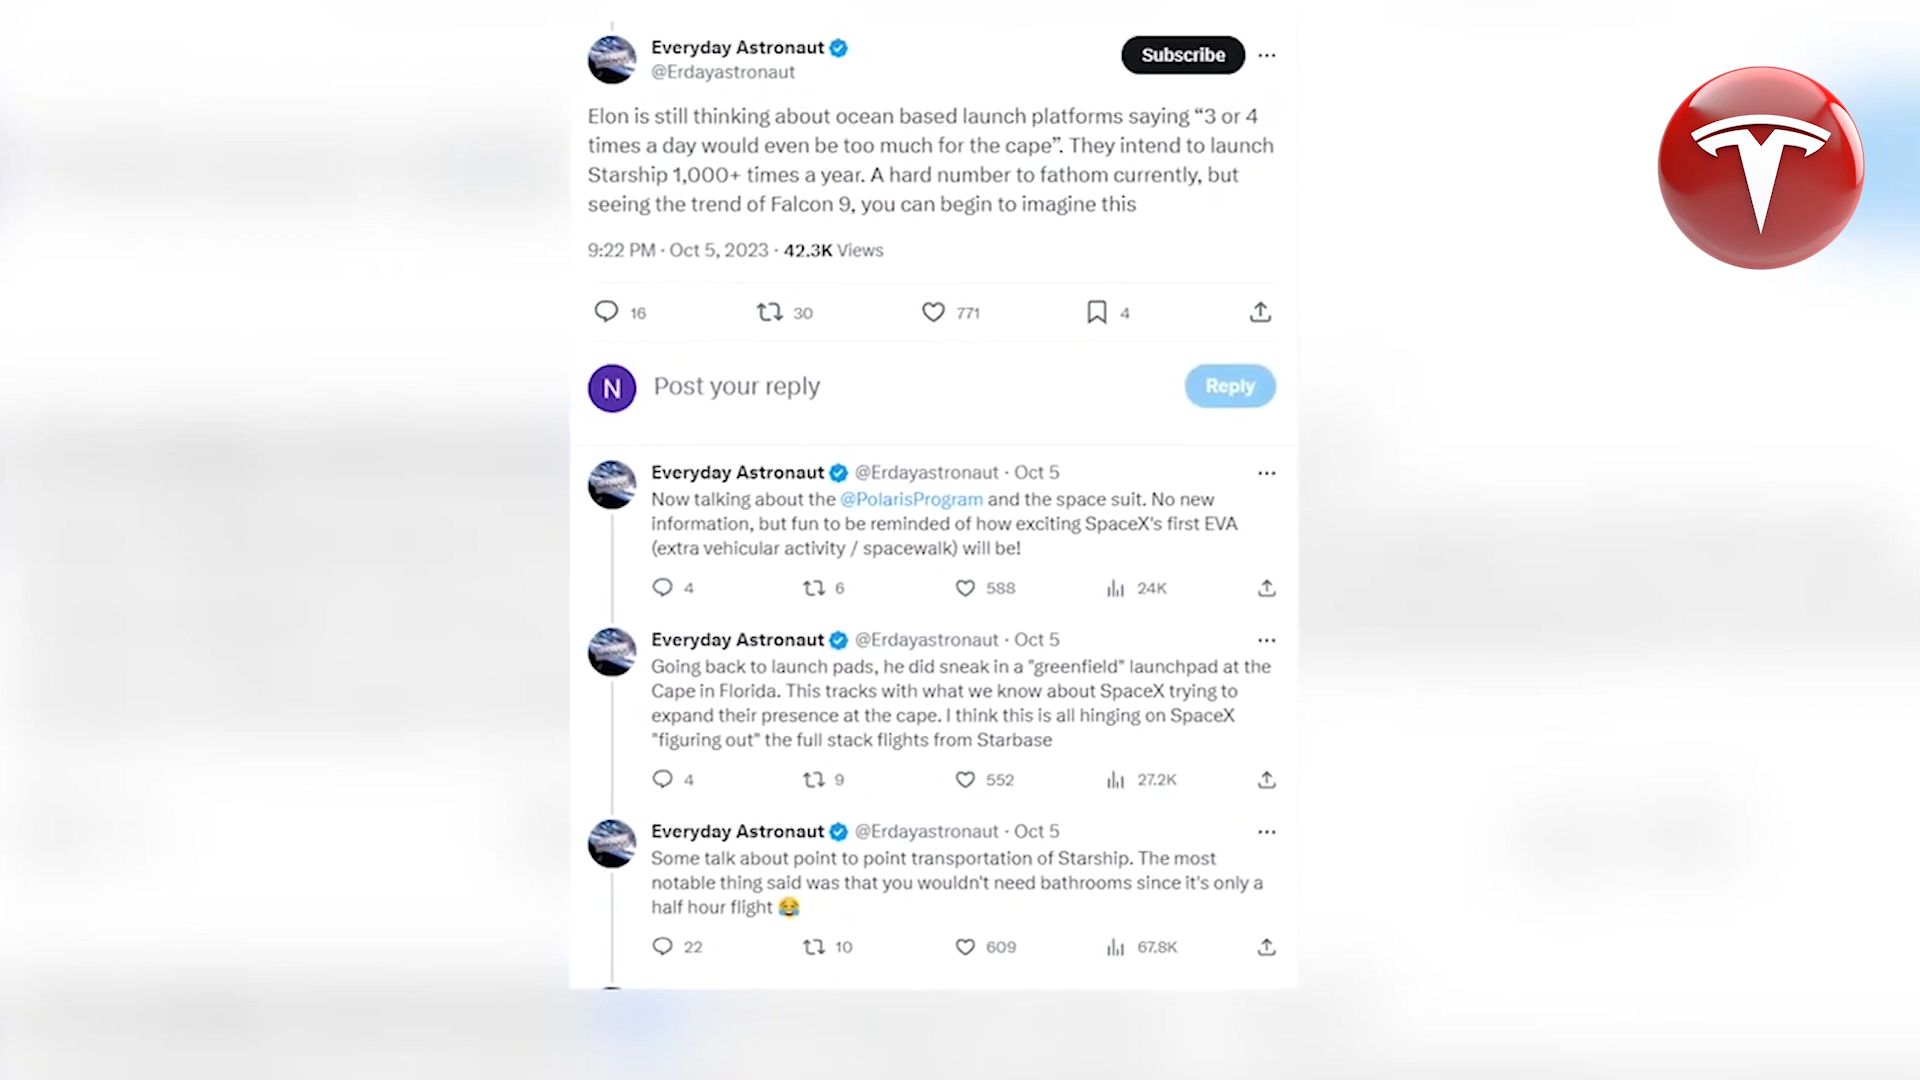 Everyday Astronaut
@Erdayastronaut
Subscribe
Elon is still thinking about ocean based launch platforms saying “3 or 4
times a day would even be too much for the cape”. They intend to launch
Starship 1,000+ times a year. A hard number to fathom currently, but
seeing the trend of Falcon 9, you can begin to imagine this
9:22 PM · Oct 5, 2023 · 42.3K Views
16 30 771 4
N Post your reply Reply
Everyday Astronaut @Erdayastronaut · Oct 5
Now talking about the @PolarisProgram and the space suit. No new
information, but fun to be reminded of how exciting SpaceX's first EVA
(extra vehicular activity / spacewalk) will be!
4 6 588 24K
Everyday Astronaut @Erdayastronaut · Oct 5
Going back to launch pads, he did sneak in a "greenfield" launchpad at the
Cape in Florida. This tracks with what we know about SpaceX trying to
expand their presence at the cape. I think this is all hinging on SpaceX
"figuring out" the full stack flights from Starbase
4 9 552 27.2K
Everyday Astronaut @Erdayastronaut · Oct 5
Some talk about point to point transportation of Starship. The most
notable thing said was that you wouldn't need bathrooms since it's only a
half hour flight 😂
22 10 609 67.8K